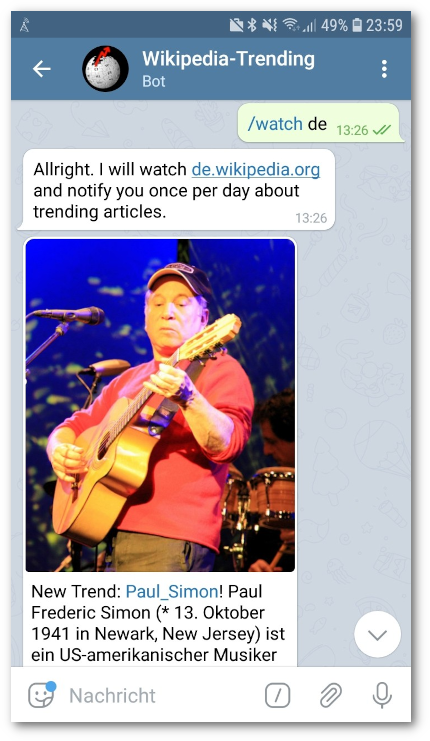 49% 23:59
Wikipedia-Trending
Bot
/watch de 13:26
Allright. I will watch de.wikipedia.org
and notify you once per day about
trending articles.
13:26
New Trend: Paul_Simon! Paul
Frederic Simon (* 13. Oktober
1941 in Newark, New Jersey) ist
ein US-amerikanischer Musiker
Nachricht